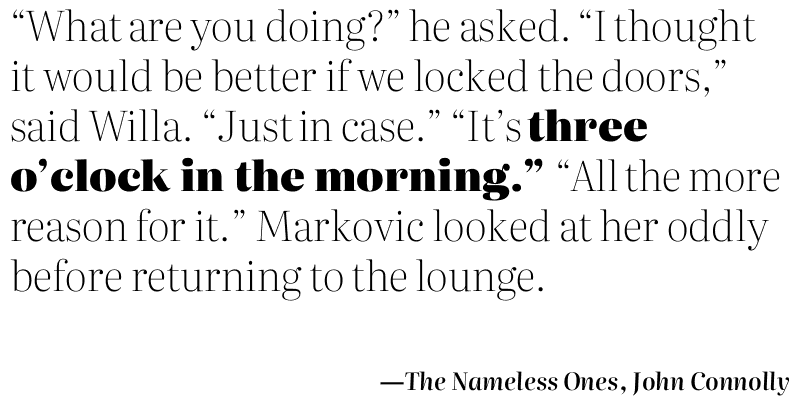 “What are you doing?” he asked. “I thought
it would be better if we locked the doors,”
said Willa. “Just in case.” “It’s three
o’clock in the morning.” “All the more
reason for it.” Markovic looked at her oddly
before returning to the lounge.
—The Nameless Ones, John Connolly